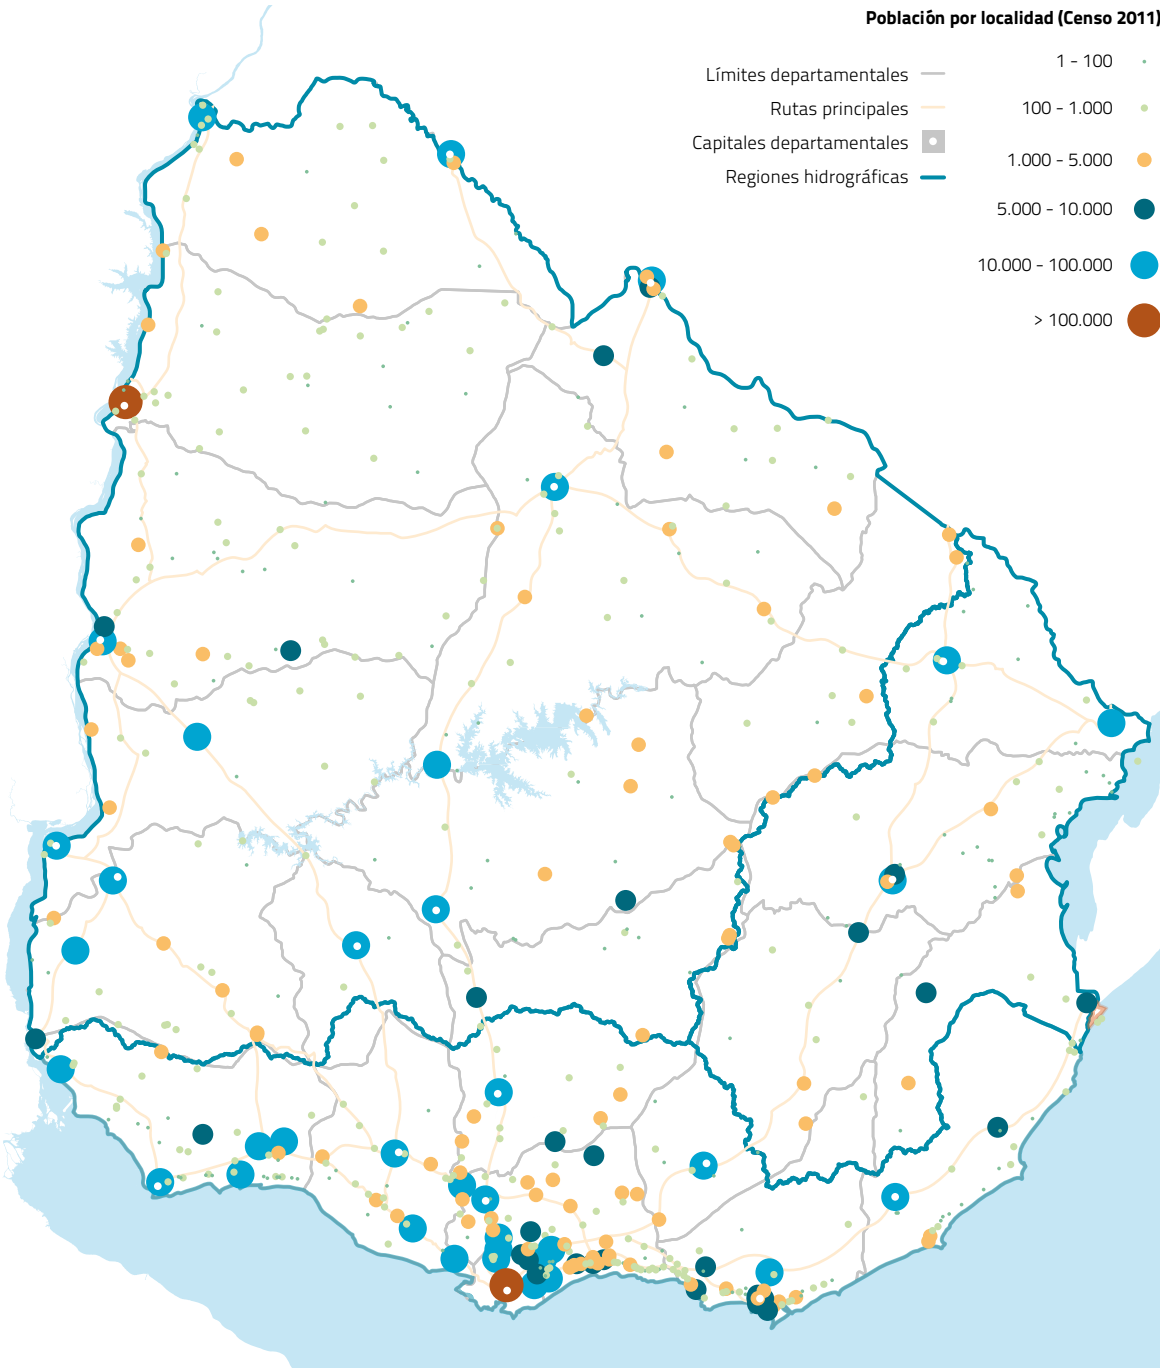 Población por localidad (Censo 2011)
Límites departamentales
Rutas principales
Capitales departamentales
Regiones hidrográficas
1 - 100
100 - 1.000
1.000 - 5.000
5.000 - 10.000
10.000 - 100.000
> 100.000